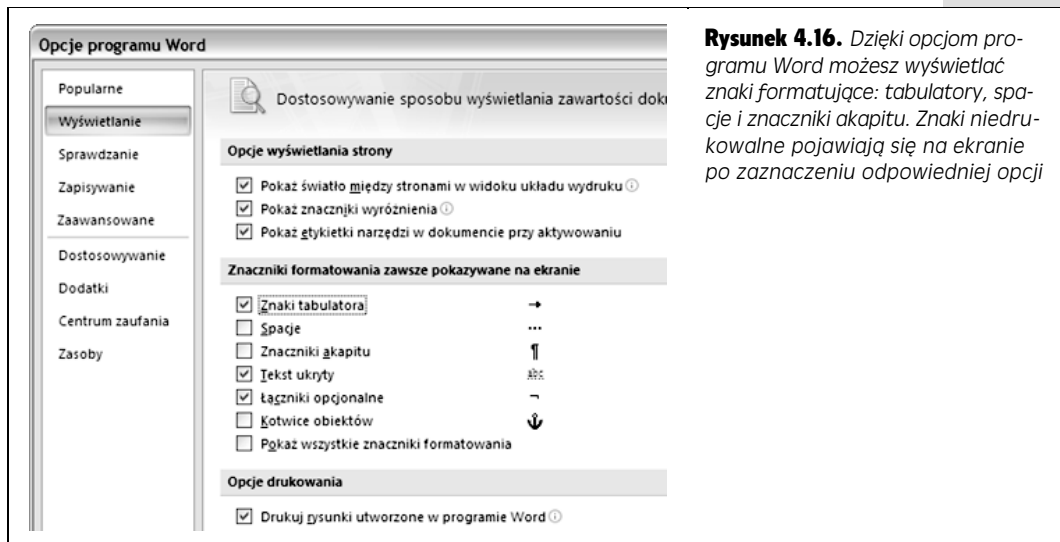 Opcje programu Word
Popularne
Wyświetlanie
Sprawdzanie
Zapisywanie
Zaawansowane
Dostosowywanie
Dodatki
Centrum zaufania
Zasoby
Dostosowywanie sposobu wyświetlania zawartości doku
Opcje wyświetlania strony
Pokaż światło między stronami w widoku układu wydruku
Pokaż znaczniki wyróżnienia
Pokaż etykietki narzędzi w dokumencie przy aktywowaniu
Znaczniki formatowania zawsze pokazywane na ekranie
Znaki tabulatora →
Spacje ...
Znaczniki akapitu ¶
Tekst ukryty abc
Łączniki opcjonalne ¬
Kotwice obiektów
Pokaż wszystkie znaczniki formatowania
Opcje drukowania
Drukuj rysunki utworzone w programie Word
Rysunek 4.16. Dzięki opcjom pro-
gramu Word możesz wyświetlać
znaki formatujące: tabulatory, spa-
cje i znaczniki akapitu. Znaki niedru-
kowalne pojawiają się na ekranie
po zaznaczeniu odpowiedniej opcji